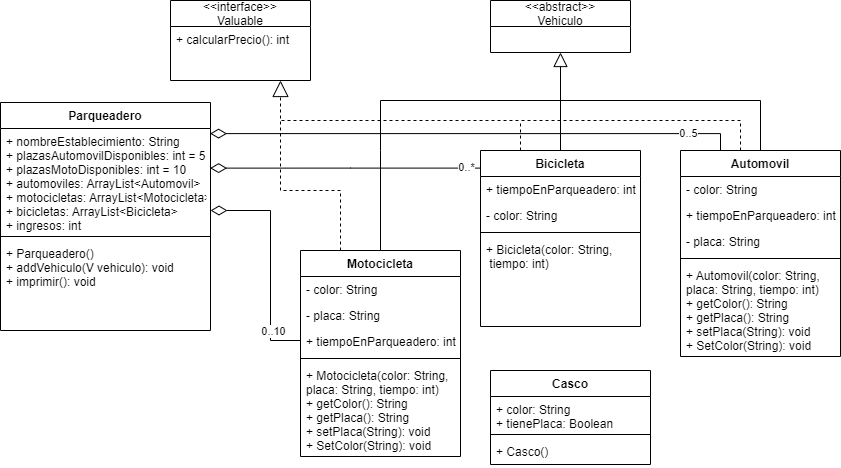 <<interface>>
Valuable
+ calcularPrecio(): int
<<abstract>>
Vehiculo
Parqueadero
+ nombreEstablecimiento: String
+ plazasAutomovilDisponibles: int = 5
+ plazasMotoDisponibles: int = 10
+ automoviles: ArrayList<Automovil>
+ motocicletas: ArrayList<Motocicleta>
+ bicicletas: ArrayList<Bicicleta>
+ ingresos: int
+ Parqueadero()
+ addVehiculo(V vehiculo): void
+ imprimir(): void
0..5
0..*
0..10
Bicicleta
+ tiempoEnParqueadero: int
- color: String
+ Bicicleta(color: String,
tiempo: int)
Automovil
- color: String
+ tiempoEnParqueadero: int
- placa: String
+ Automovil(color: String,
placa: String, tiempo: int)
+ getColor(): String
+ getPlaca(): String
+ setPlaca(String): void
+ SetColor(String): void
Motocicleta
- color: String
- placa: String
+ tiempoEnParqueadero: int
+ Motocicleta(color: String,
placa: String, tiempo: int)
+ getColor(): String
+ getPlaca(): String
+ setPlaca(String): void
+ SetColor(String): void
Casco
+ color: String
+ tienePlaca: Boolean
+ Casco()